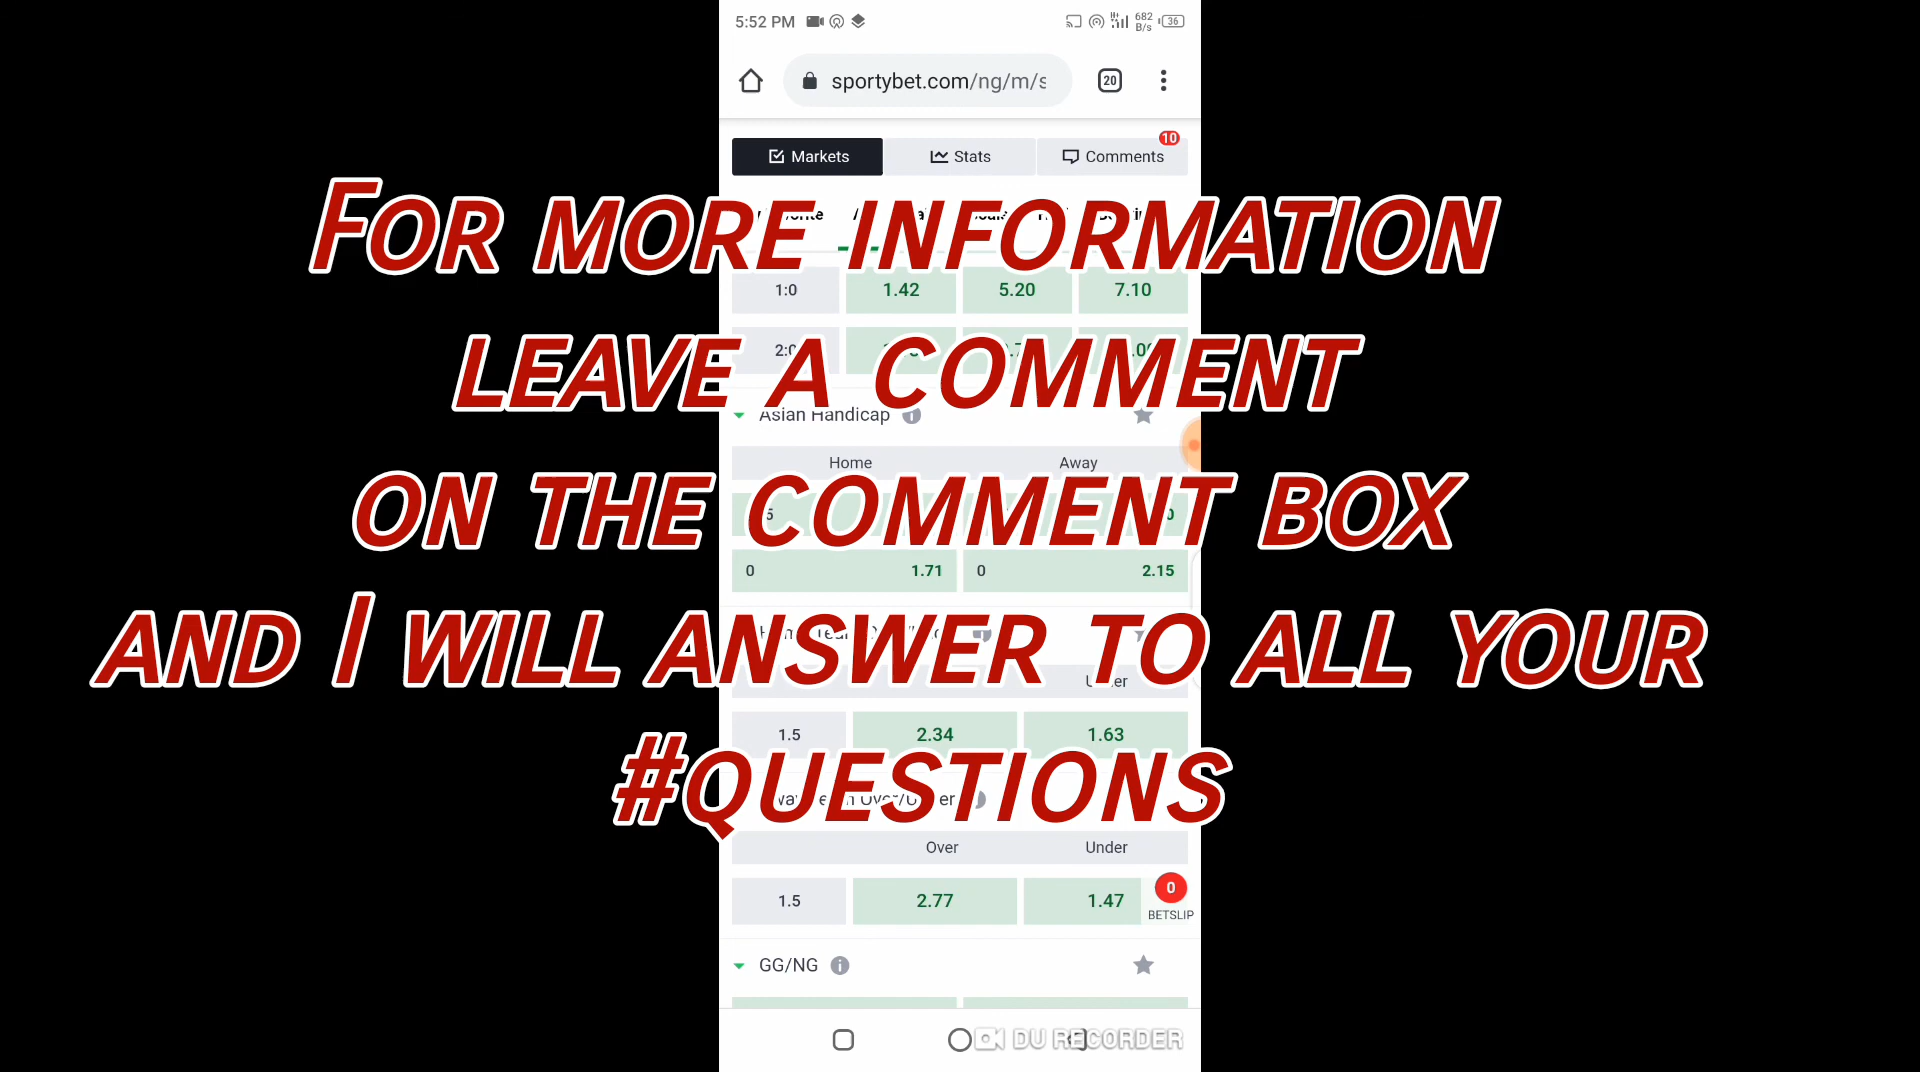 5:52 PM
682
B/s
36
sportybet.com/ng/m/s
20
10
Markets
Stats
Comments
FOR MORE INFORMATION
1:0 1.42 5.20 7.10
LEAVE A COMMENT
Asian Handicap
Home Away
ON THE COMMENT BOX
0 1.71 0 2.15
AND I WILL ANSWER TO ALL YOUR
Under
1.5 2.34 1.63
#QUESTIONS
Over Under
1.5 2.77 1.47
0
BETSLIP
GG/NG
DU RECORDER